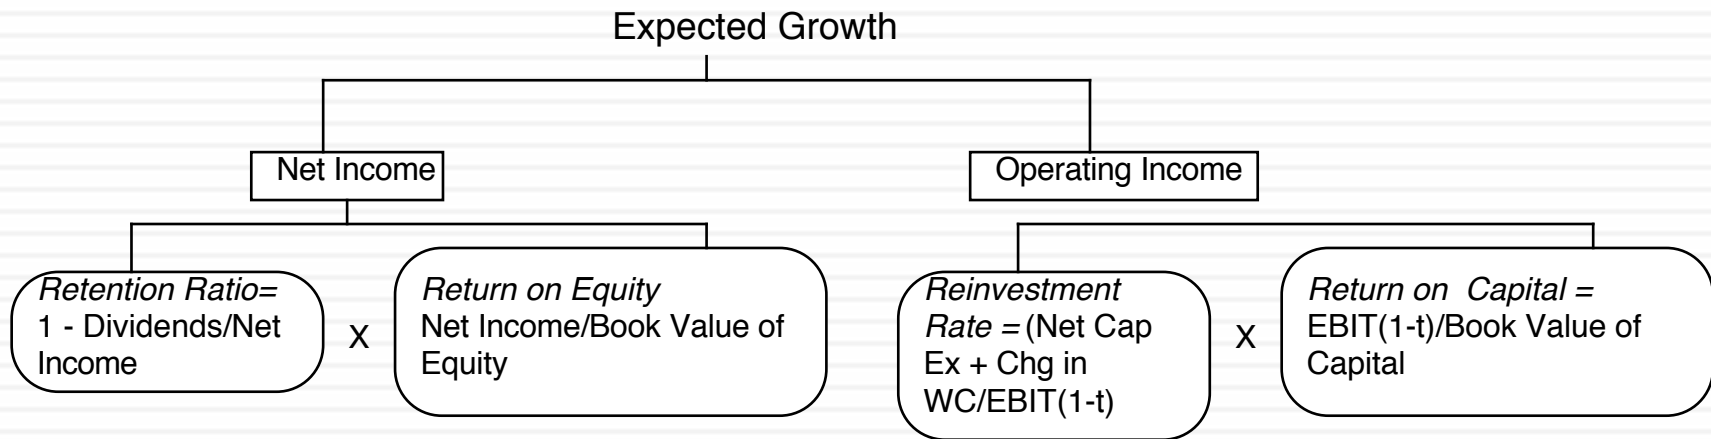 Expected Growth
Net Income
Operating Income
Retention Ratio=
1 - Dividends/Net
Income
X
Return on Equity
Net Income/Book Value of
Equity
Reinvestment
Rate = (Net Cap
Ex + Chg in
WC/EBIT(1-t)
X
Return on  Capital =
EBIT(1-t)/Book Value of
Capital